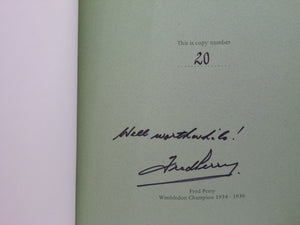 This is copy number
20
Well worthwhile!
Fred Perry
Fred Perry
Wimbledon Champion 1934 - 1936